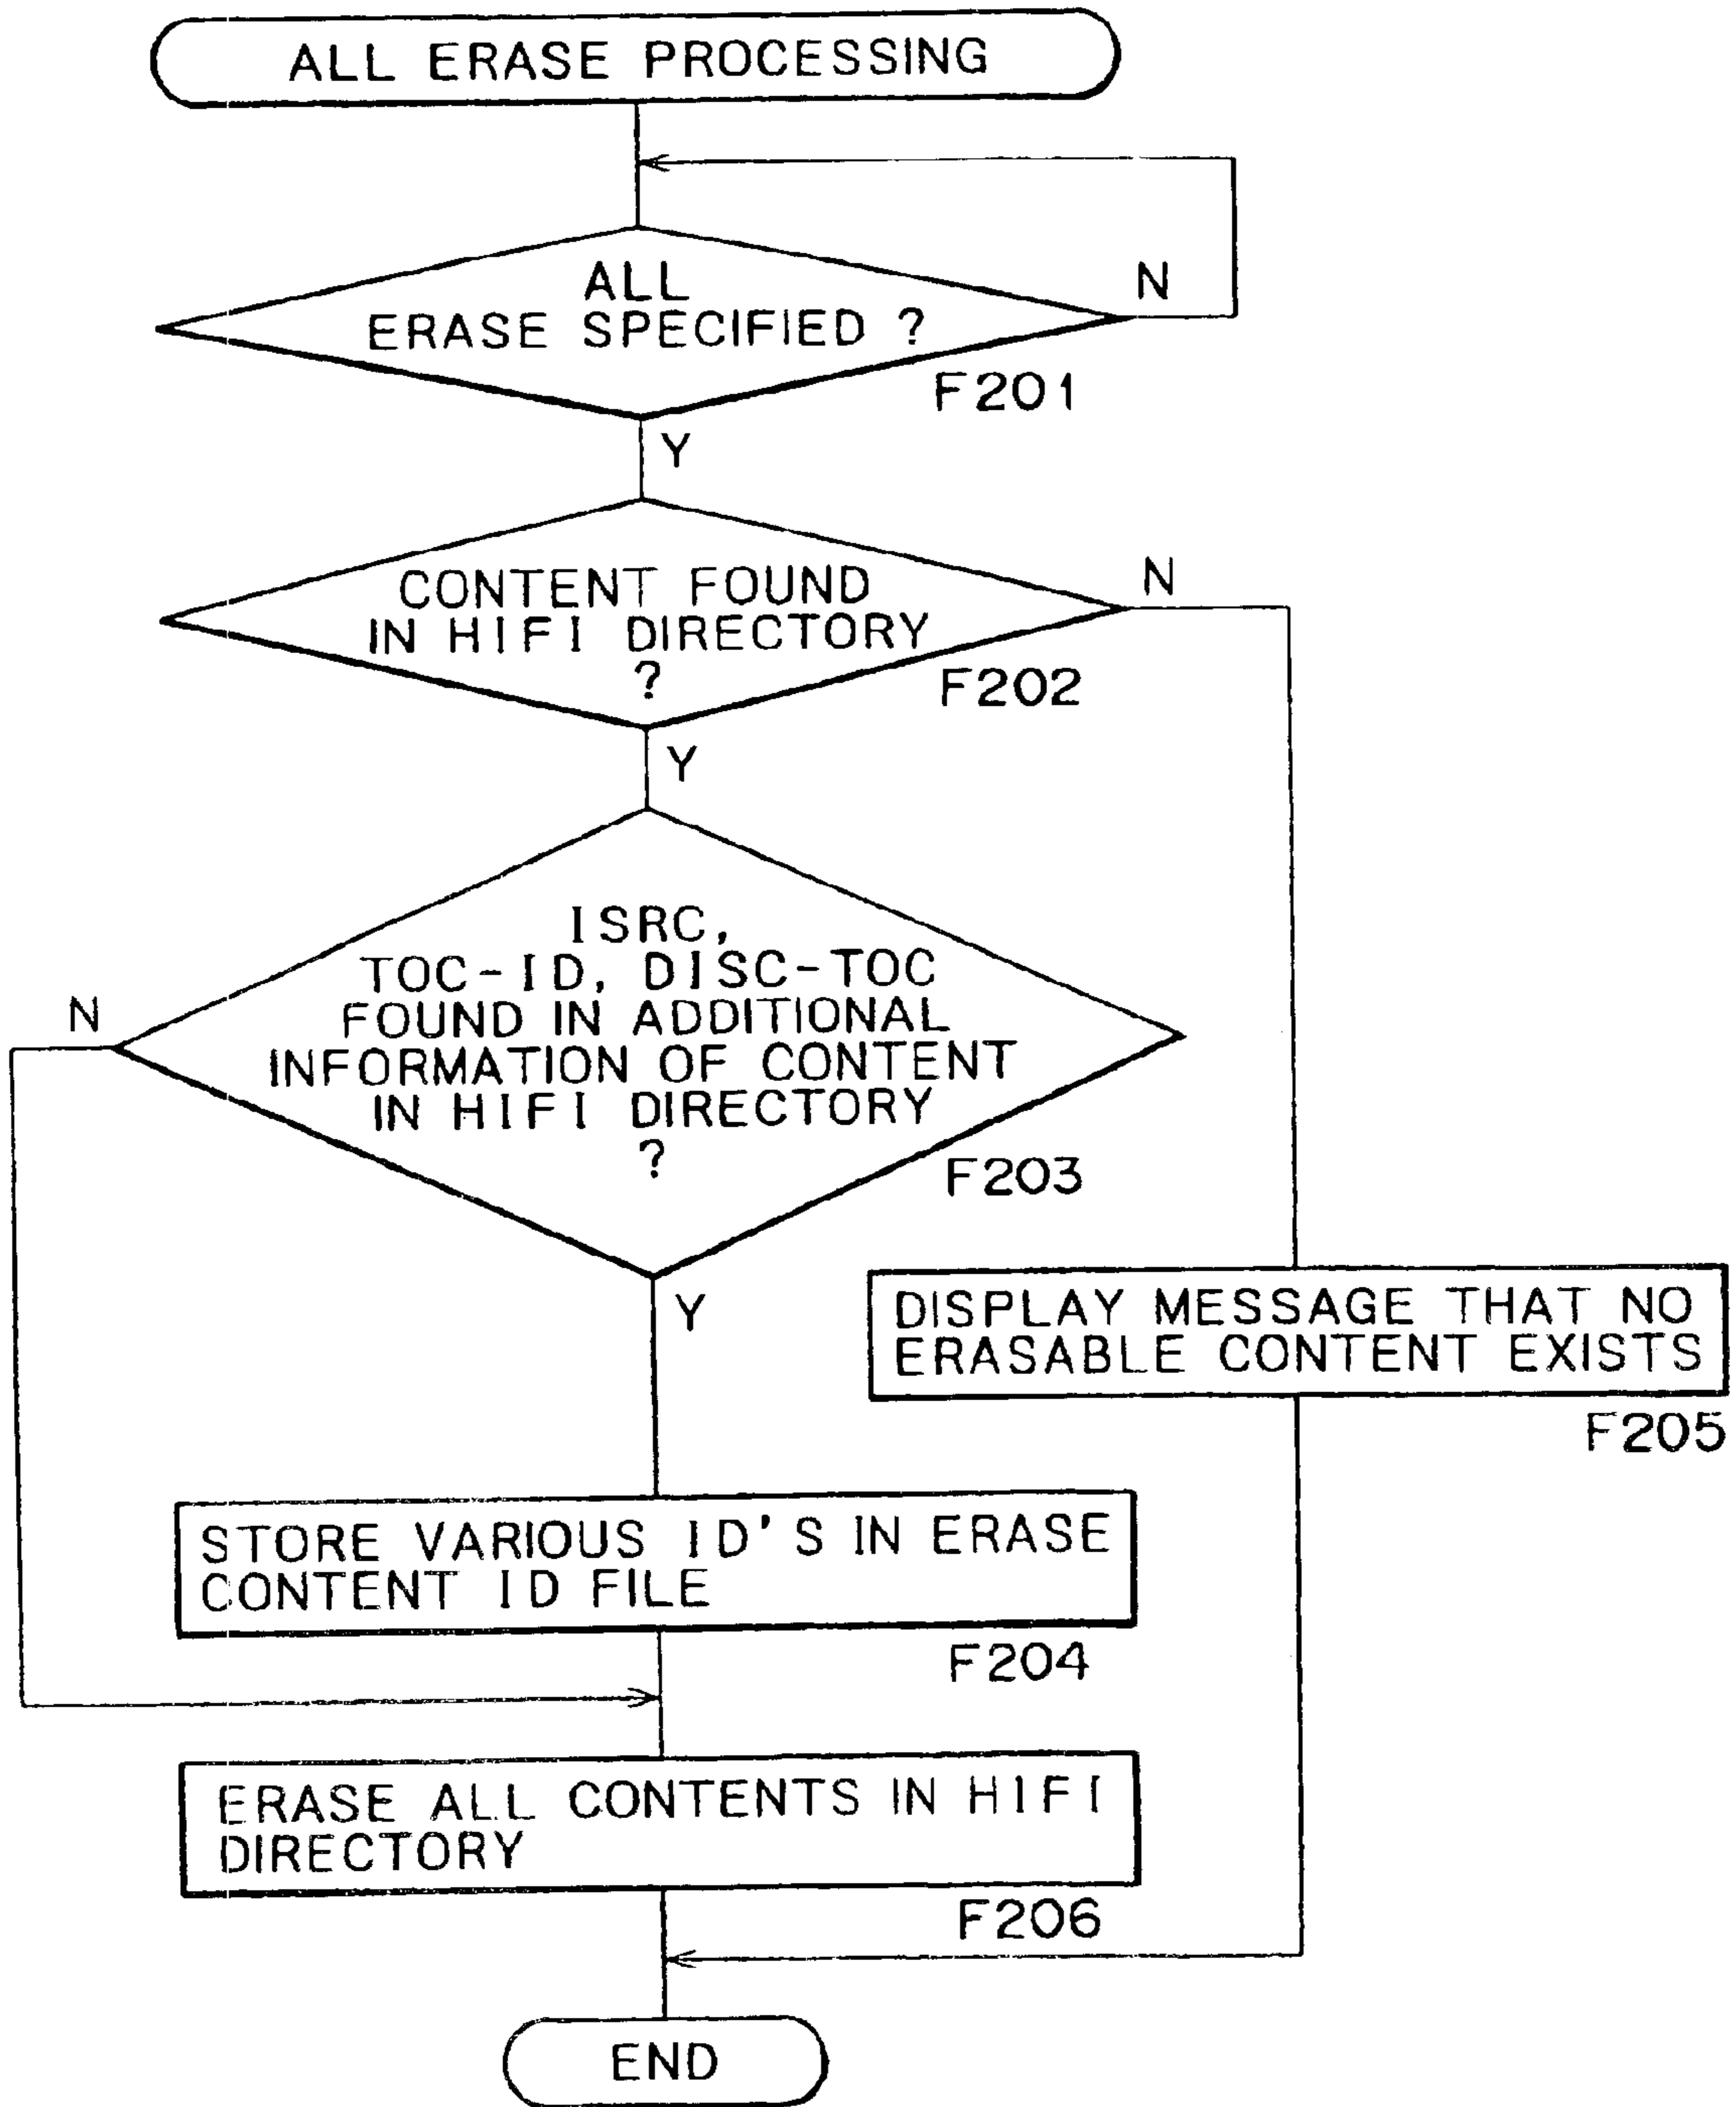 ALL ERASE PROCESSING
ALL
ERASE SPECIFIED ?
N
F201
Y
CONTENT FOUND
IN HIFI DIRECTORY
?
N
F202
Y
ISRC,
TOC-ID, DISC-TOC
FOUND IN ADDITIONAL
INFORMATION OF CONTENT
IN HIFI DIRECTORY
?
N
F203
Y
DISPLAY MESSAGE THAT NO
ERASABLE CONTENT EXISTS
F205
STORE VARIOUS ID'S IN ERASE
CONTENT ID FILE
F204
ERASE ALL CONTENTS IN HIFI
DIRECTORY
F206
END